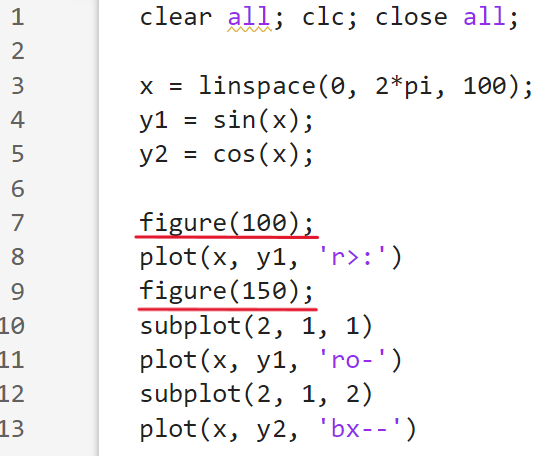 1 clear all; clc; close all;
2
3 x = linspace(0, 2*pi, 100);
4 y1 = sin(x);
5 y2 = cos(x);
6
7 figure(100);
8 plot(x, y1, 'r>:')
9 figure(150);
10 subplot(2, 1, 1)
11 plot(x, y1, 'ro-')
12 subplot(2, 1, 2)
13 plot(x, y2, 'bx--')